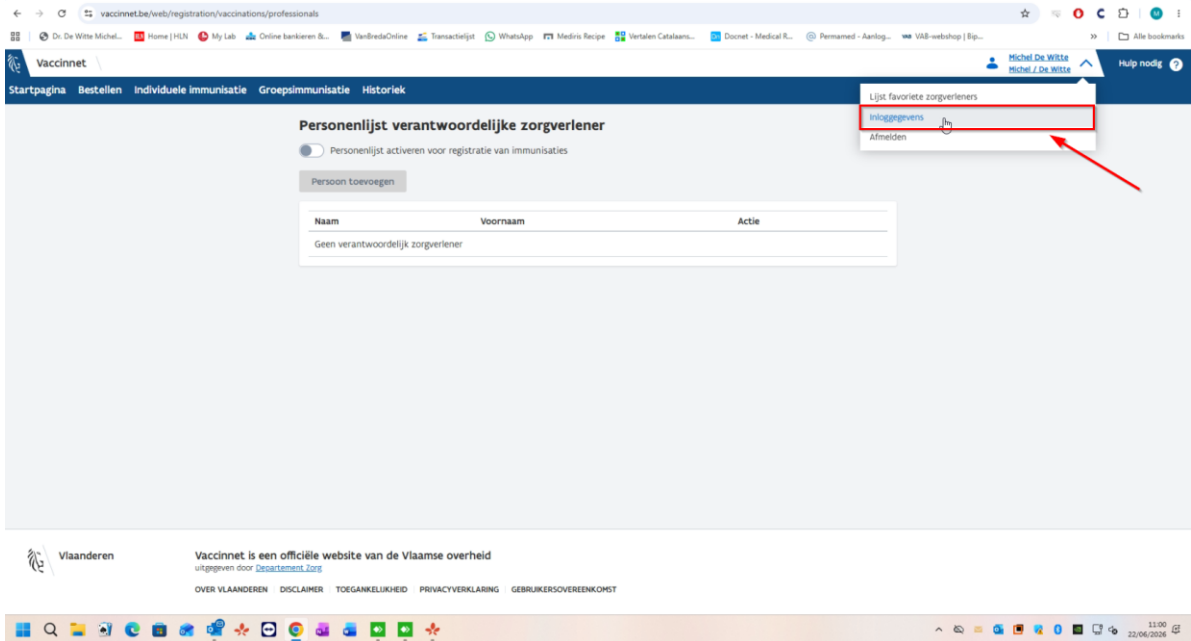 vaccinnet.be/web/registration/vaccinations/professionals
Dr. De Witte Michel... Home | HLN My Lab Online bankieren &... VanBredaOnline Transactielijst WhatsApp Mediris Recipe Vertalen Catalaans... Docnet - Medical R... Permamed - Aanlog... VAB-webshop | Bip... » Alle bookmarks
Vaccinnet
Michel De Witte
Michel / De Witte
Hulp nodig ?
Startpagina Bestellen Individuele immunisatie Groepsimmunisatie Historiek
Lijst favoriete zorgverleners
Inloggegevens
Afmelden
Personenlijst verantwoordelijke zorgverlener
Personenlijst activeren voor registratie van immunisaties
Persoon toevoegen
Naam Voornaam Actie
Geen verantwoordelijk zorgverlener
Vlaanderen
Vaccinnet is een officiële website van de Vlaamse overheid
uitgegeven door Departement Zorg
OVER VLAANDEREN DISCLAIMER TOEGANKELIJKHEID PRIVACYVERKLARING GEBRUIKERSOVEREENKOMST
11:00
22/06/2026